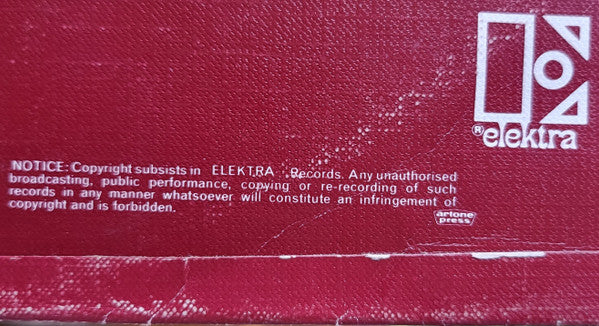 ®elektra
NOTICE: Copyright subsists in ELEKTRA Records. Any unauthorised
broadcasting, public performance, copying or re-recording of such
records in any manner whatsoever will constitute an infringement of
copyright and is forbidden.
arlone
press